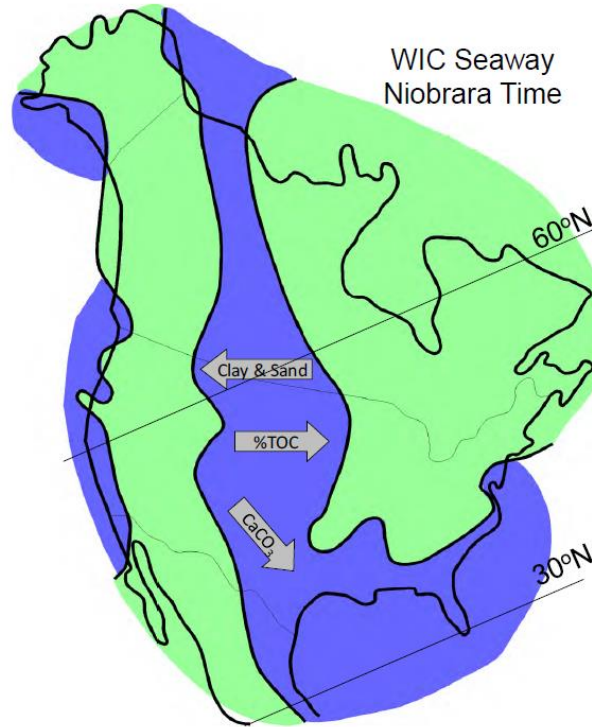 WIC Seaway
Niobrara Time
60°N
Clay & Sand
%TOC
CaCO₃
30°N